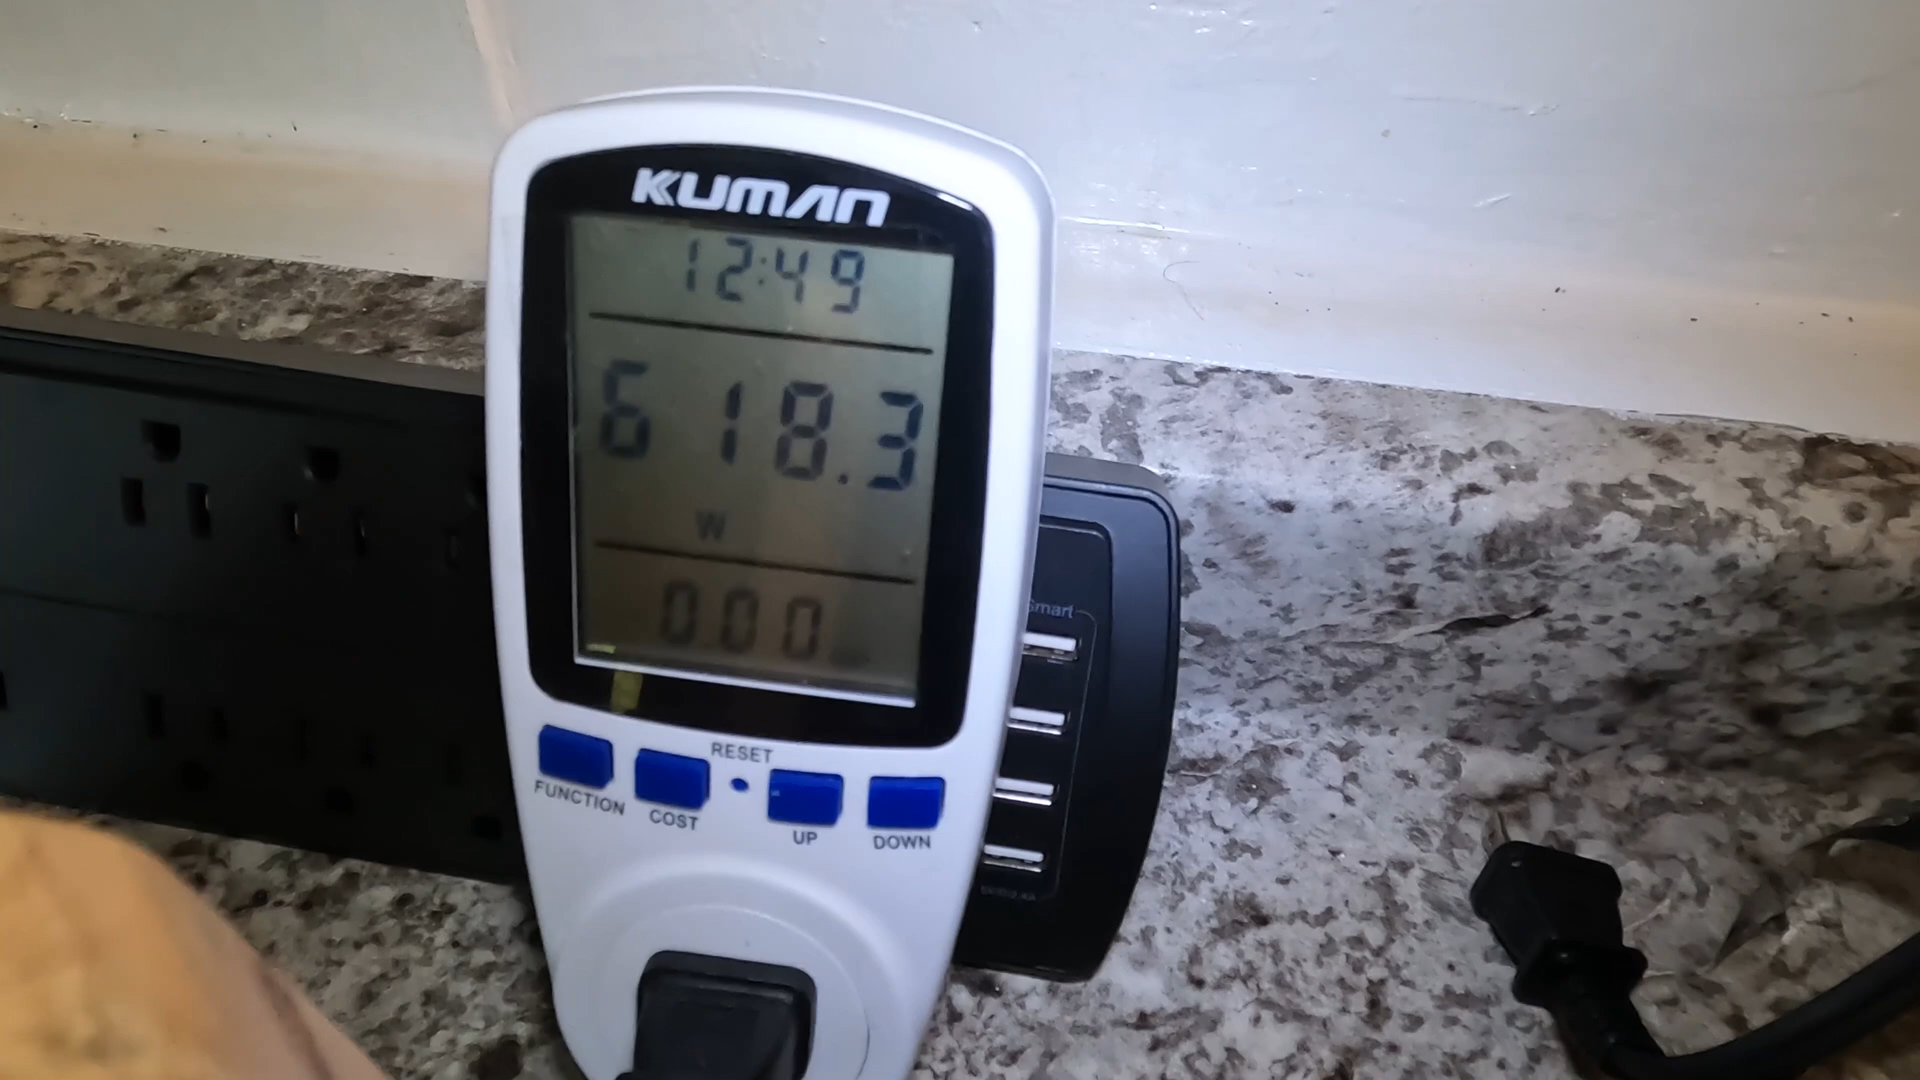 KUMAN
12:49
618.3
W
0.00
RESET
FUNCTION
COST
UP
DOWN
Smart